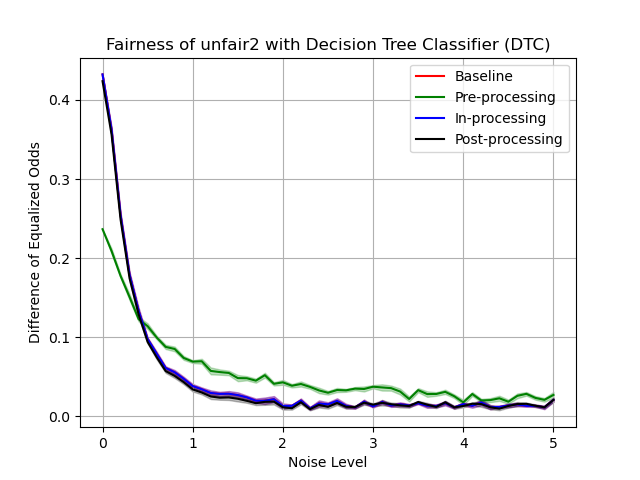 Fairness of unfair2 with Decision Tree Classifier (DTC)
Difference of Equalized Odds
0.4
0.3
0.2
0.1
0.0
Baseline
Pre-processing
In-processing
Post-processing
0 1 2 3 4 5
Noise Level